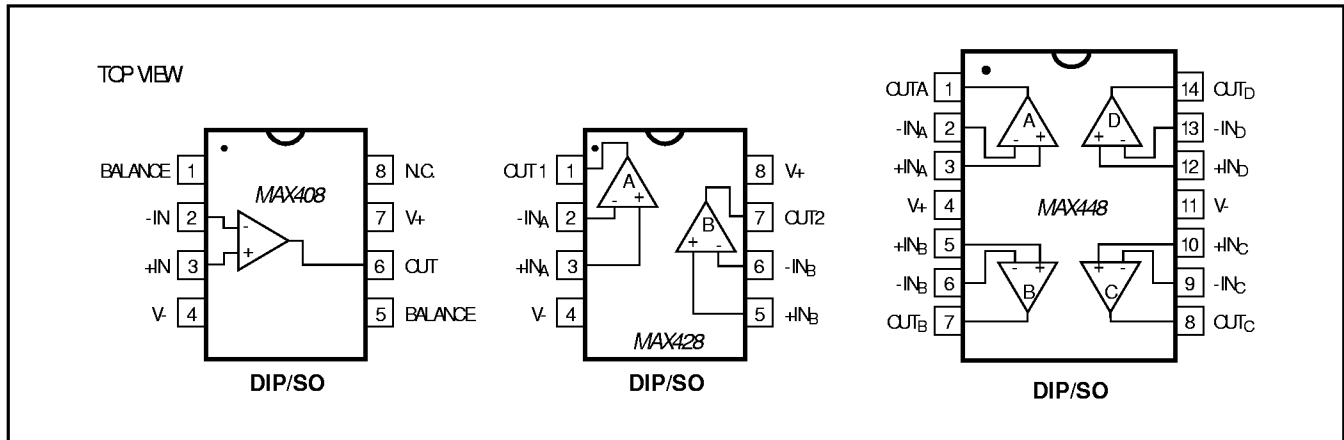 TOP VIEW
BALANCE 1
-IN 2
+IN 3
V- 4
8 N.C.
7 V+
6 OUT
5 BALANCE
MAX408
- +
DIP/SO
OUT1 1
-INA 2
+INA 3
V- 4
8 V+
7 OUT2
6 -INB
5 +INB
A
- +
B
+ -
MAX428
DIP/SO
OUTA 1
-INA 2
+INA 3
V+ 4
+INB 5
-INB 6
OUTB 7
14 OUTD
13 -IND
12 +IND
11 V-
10 +INC
9 -INC
8 OUTC
A
- +
D
+ -
MAX448
- +
B
+ -
C
DIP/SO